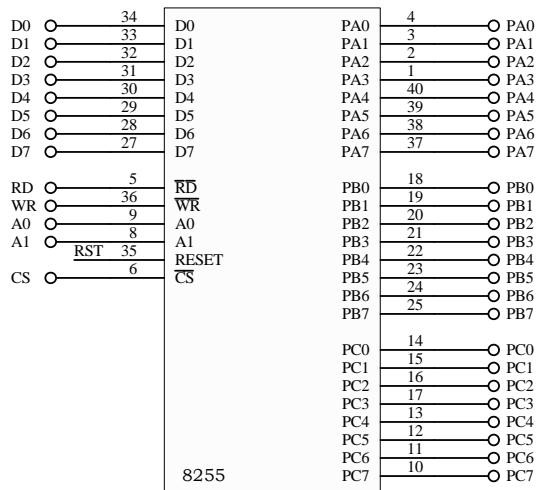 D0 34 D0 PA0 4 PA0
D1 33 D1 PA1 3 PA1
D2 32 D2 PA2 2 PA2
D3 31 D3 PA3 1 PA3
D4 30 D4 PA4 40 PA4
D5 29 D5 PA5 39 PA5
D6 28 D6 PA6 38 PA6
D7 27 D7 PA7 37 PA7
RD 5 R̅D̅ PB0 18 PB0
WR 36 W̅R̅ PB1 19 PB1
A0 9 A0 PB2 20 PB2
A1 8 A1 PB3 21 PB3
RST 35 RESET PB4 22 PB4
CS 6 C̅S̅ PB5 23 PB5
PB6 24 PB6
PB7 25 PB7
PC0 14 PC0
PC1 15 PC1
PC2 16 PC2
PC3 17 PC3
PC4 13 PC4
PC5 12 PC5
PC6 11 PC6
8255 PC7 10 PC7